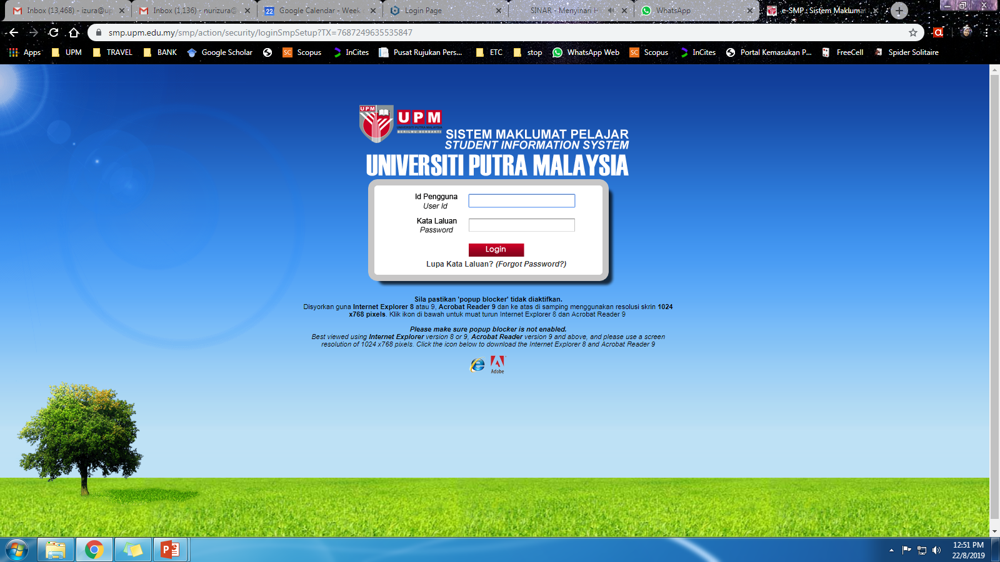 Inbox (13,468) - izura@up
Inbox (1,136) - nurizura@
22 Google Calendar - Week
Login Page
SINAR - Menyinari H
WhatsApp
e-SMP : Sistem Makluma
smp.upm.edu.my/smp/action/security/loginSmpSetup?TX=7687249635535847
Apps UPM TRAVEL BANK Google Scholar SC Scopus InCites Pusat Rujukan Pers... ETC stop WhatsApp Web SC Scopus InCites Portal Kemasukan P... FreeCell Spider Solitaire
UPM
UPM
UNIVERSITI PUTRA MALAYSIA
BERILMU BERBAKTI
SISTEM MAKLUMAT PELAJAR
STUDENT INFORMATION SYSTEM
UNIVERSITI PUTRA MALAYSIA
Id Pengguna
User Id
Kata Laluan
Password
Login
Lupa Kata Laluan? (Forgot Password?)
Sila pastikan 'popup blocker' tidak diaktifkan.
Disyorkan guna Internet Explorer 8 atau 9, Acrobat Reader 9 dan ke atas di samping menggunakan resolusi skrin 1024
x768 pixels. Klik ikon di bawah untuk muat turun Internet Explorer 8 dan Acrobat Reader 9
Please make sure popup blocker is not enabled.
Best viewed using Internet Explorer version 8 or 9, Acrobat Reader version 9 and above, and please use a screen
resolution of 1024 x768 pixels. Click the icon below to download the Internet Explorer 8 and Acrobat Reader 9
Adobe
12:51 PM
22/8/2019